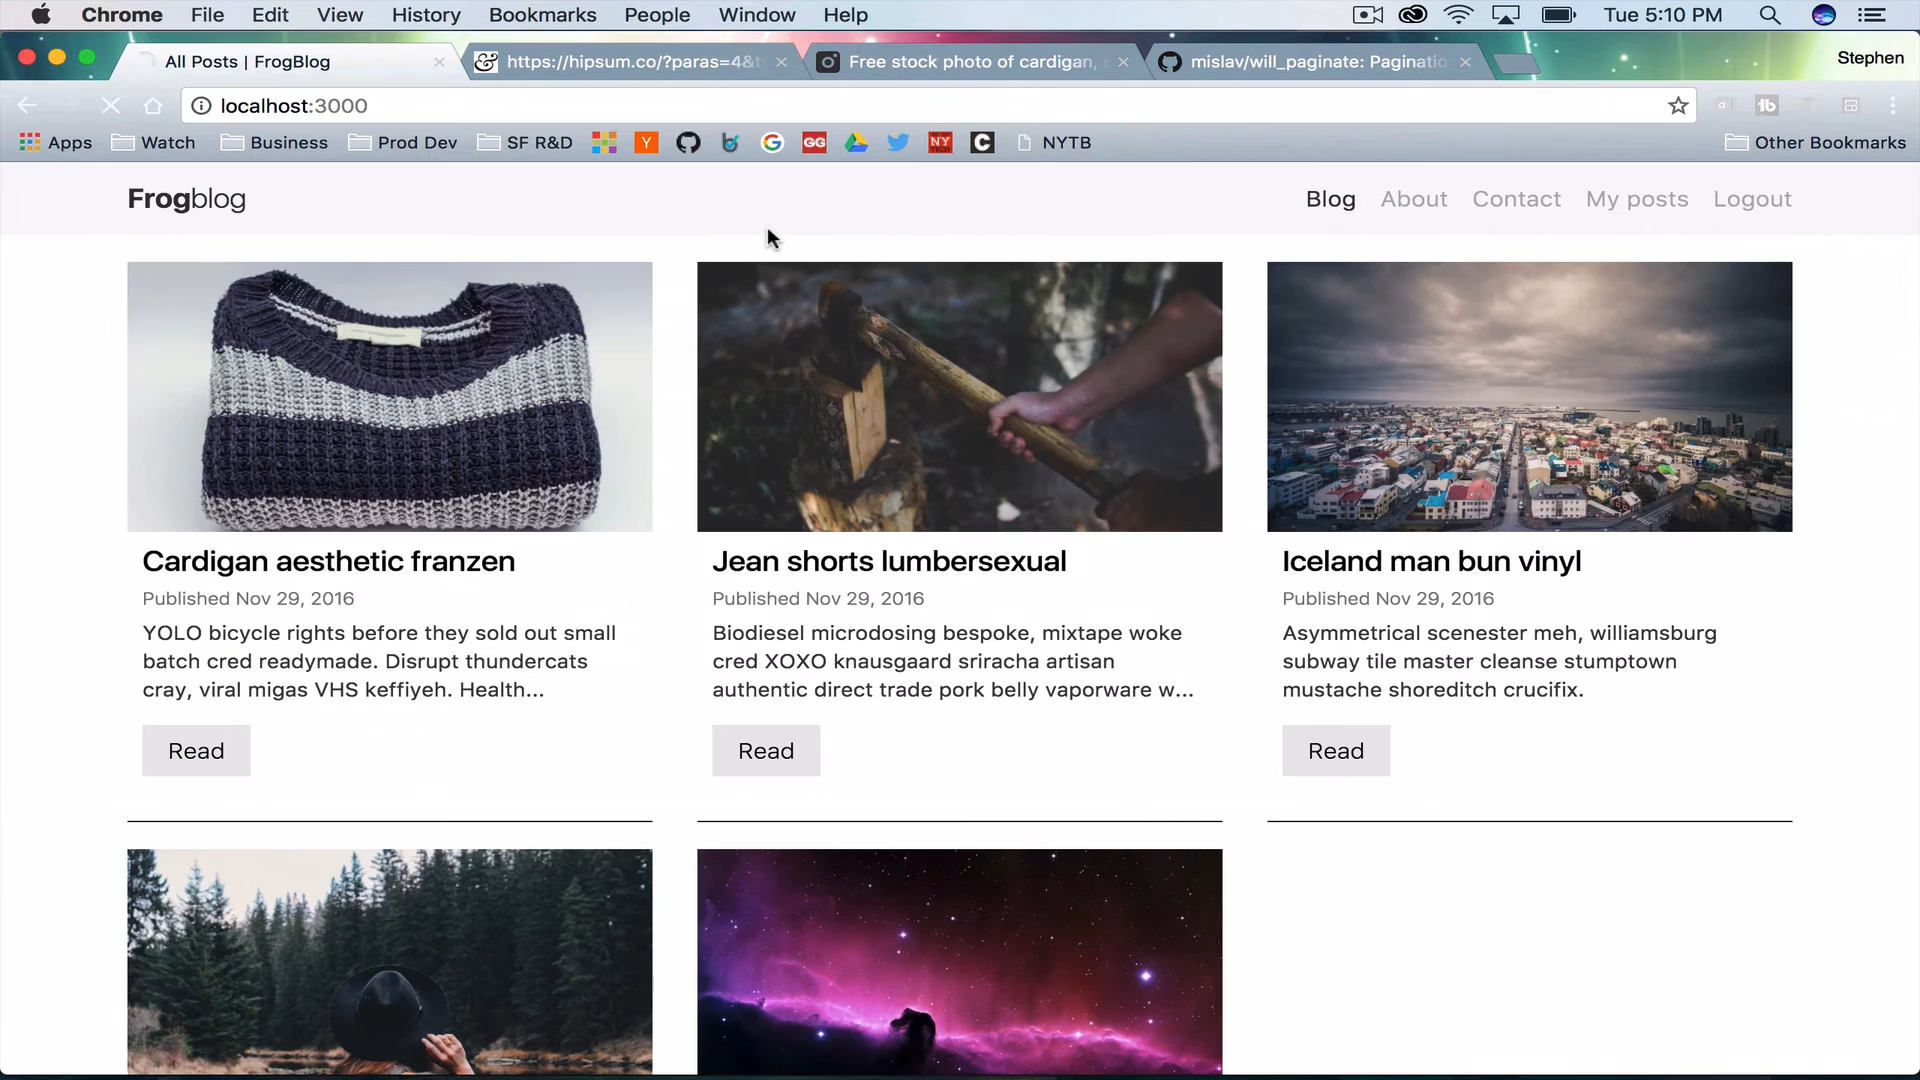 Chrome File Edit View History Bookmarks People Window Help Tue 5:10 PM
All Posts | FrogBlog https://hipsum.co/?paras=4&t Free stock photo of cardigan, mislav/will_paginate: Paginatio Stephen
localhost:3000
Apps Watch Business Prod Dev SF R&D Y GG NY C NYTB Other Bookmarks
Frogblog Blog About Contact My posts Logout
Cardigan aesthetic franzen
Published Nov 29, 2016
YOLO bicycle rights before they sold out small
batch cred readymade. Disrupt thundercats
cray, viral migas VHS keffiyeh. Health...
Read
Jean shorts lumbersexual
Published Nov 29, 2016
Biodiesel microdosing bespoke, mixtape woke
cred XOXO knausgaard sriracha artisan
authentic direct trade pork belly vaporware w...
Read
Iceland man bun vinyl
Published Nov 29, 2016
Asymmetrical scenester meh, williamsburg
subway tile master cleanse stumptown
mustache shoreditch crucifix.
Read